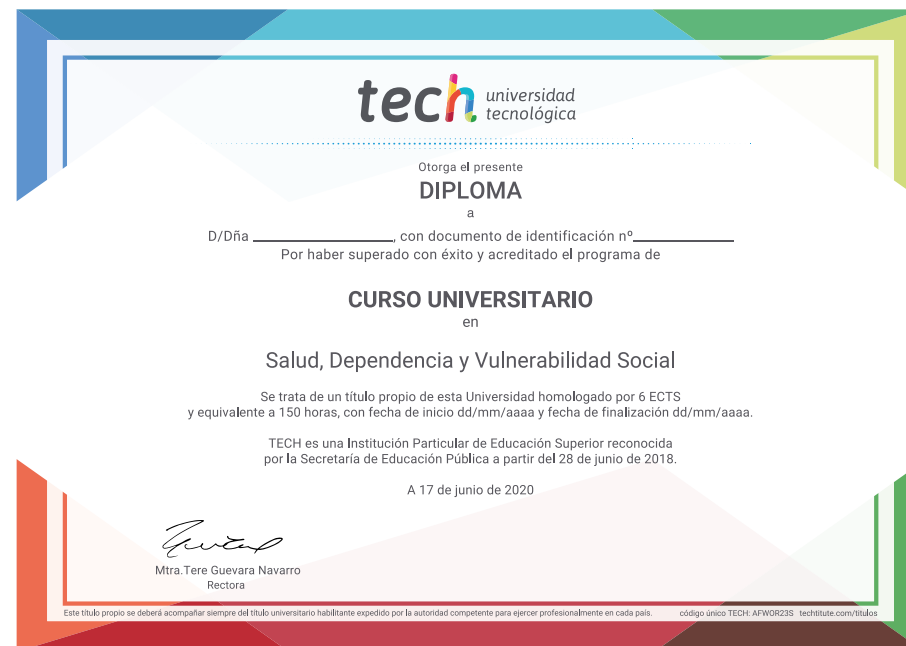 tech universidad
tecnológica
Otorga el presente
DIPLOMA
a
D/Dña ______________, con documento de identificación nº__________
Por haber superado con éxito y acreditado el programa de
CURSO UNIVERSITARIO
en
Salud, Dependencia y Vulnerabilidad Social
Se trata de un título propio de esta Universidad homologado por 6 ECTS
y equivalente a 150 horas, con fecha de inicio dd/mm/aaaa y fecha de finalización dd/mm/aaaa.
TECH es una Institución Particular de Educación Superior reconocida
por la Secretaría de Educación Pública a partir del 28 de junio de 2018.
A 17 de junio de 2020
Mtra.Tere Guevara Navarro
Rectora
Este título propio se deberá acompañar siempre del título universitario habilitante expedido por la autoridad competente para ejercer profesionalmente en cada país. código único TECH: AFWOR23S techtitute.com/titulos